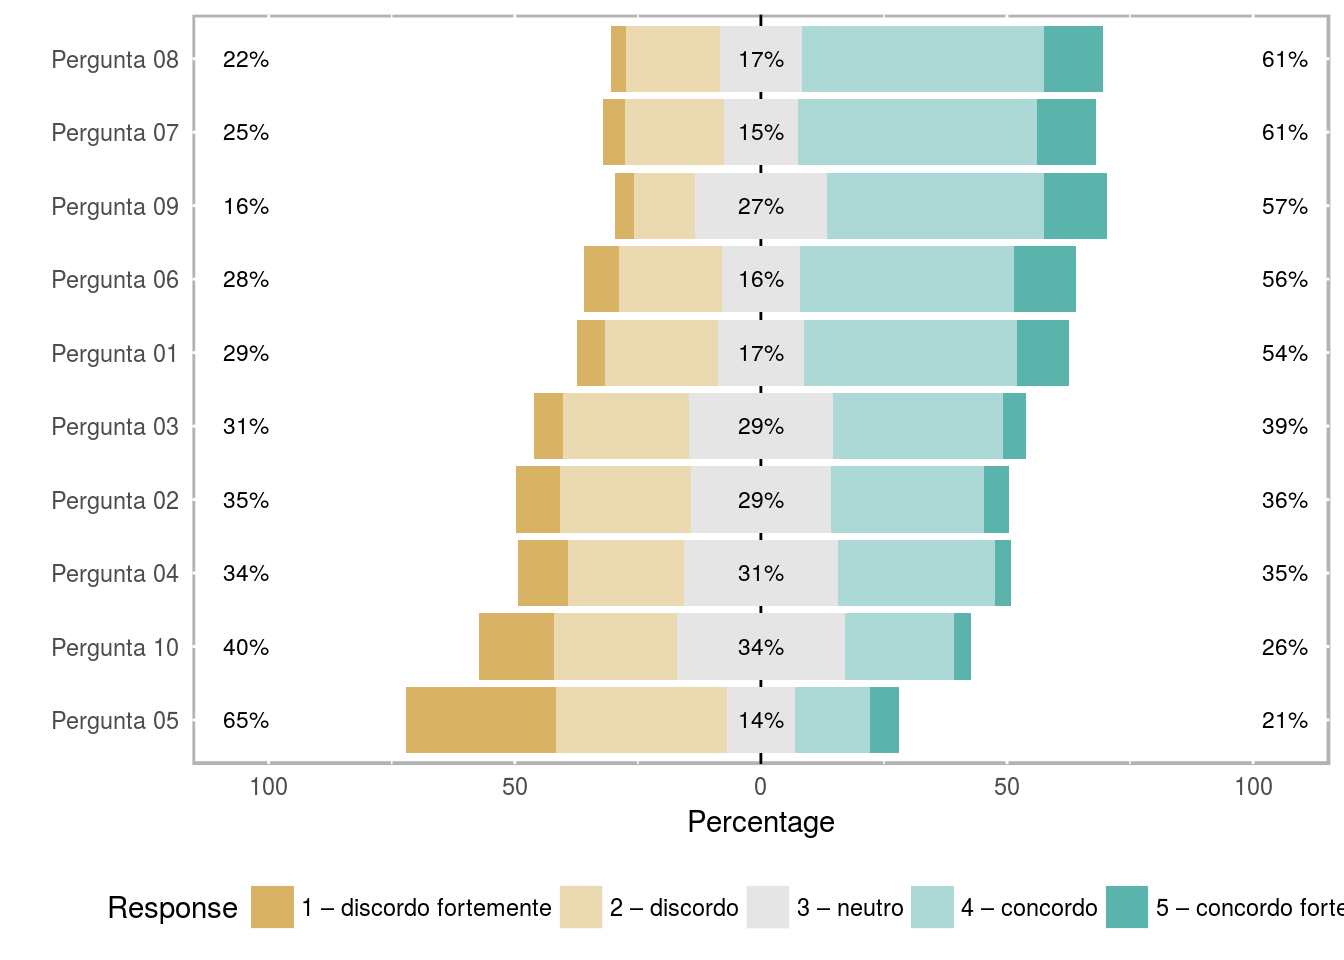 Pergunta 08 22% 17% 61%
Pergunta 07 25% 15% 61%
Pergunta 09 16% 27% 57%
Pergunta 06 28% 16% 56%
Pergunta 01 29% 17% 54%
Pergunta 03 31% 29% 39%
Pergunta 02 35% 29% 36%
Pergunta 04 34% 31% 35%
Pergunta 10 40% 34% 26%
Pergunta 05 65% 14% 21%
100 50 0 50 100
Percentage
Response 1 – discordo fortemente 2 – discordo 3 – neutro 4 – concordo 5 – concordo forte